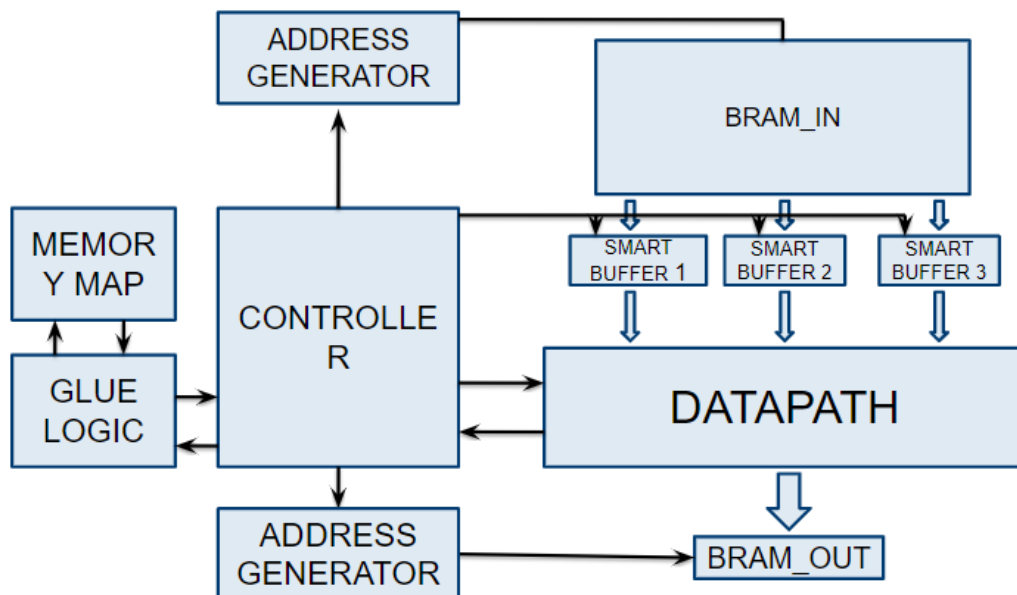 ADDRESS
GENERATOR
BRAM_IN
MEMOR
Y MAP
CONTROLLE
R
SMART
BUFFER 1
SMART
BUFFER 2
SMART
BUFFER 3
GLUE
LOGIC
DATAPATH
ADDRESS
GENERATOR
BRAM_OUT